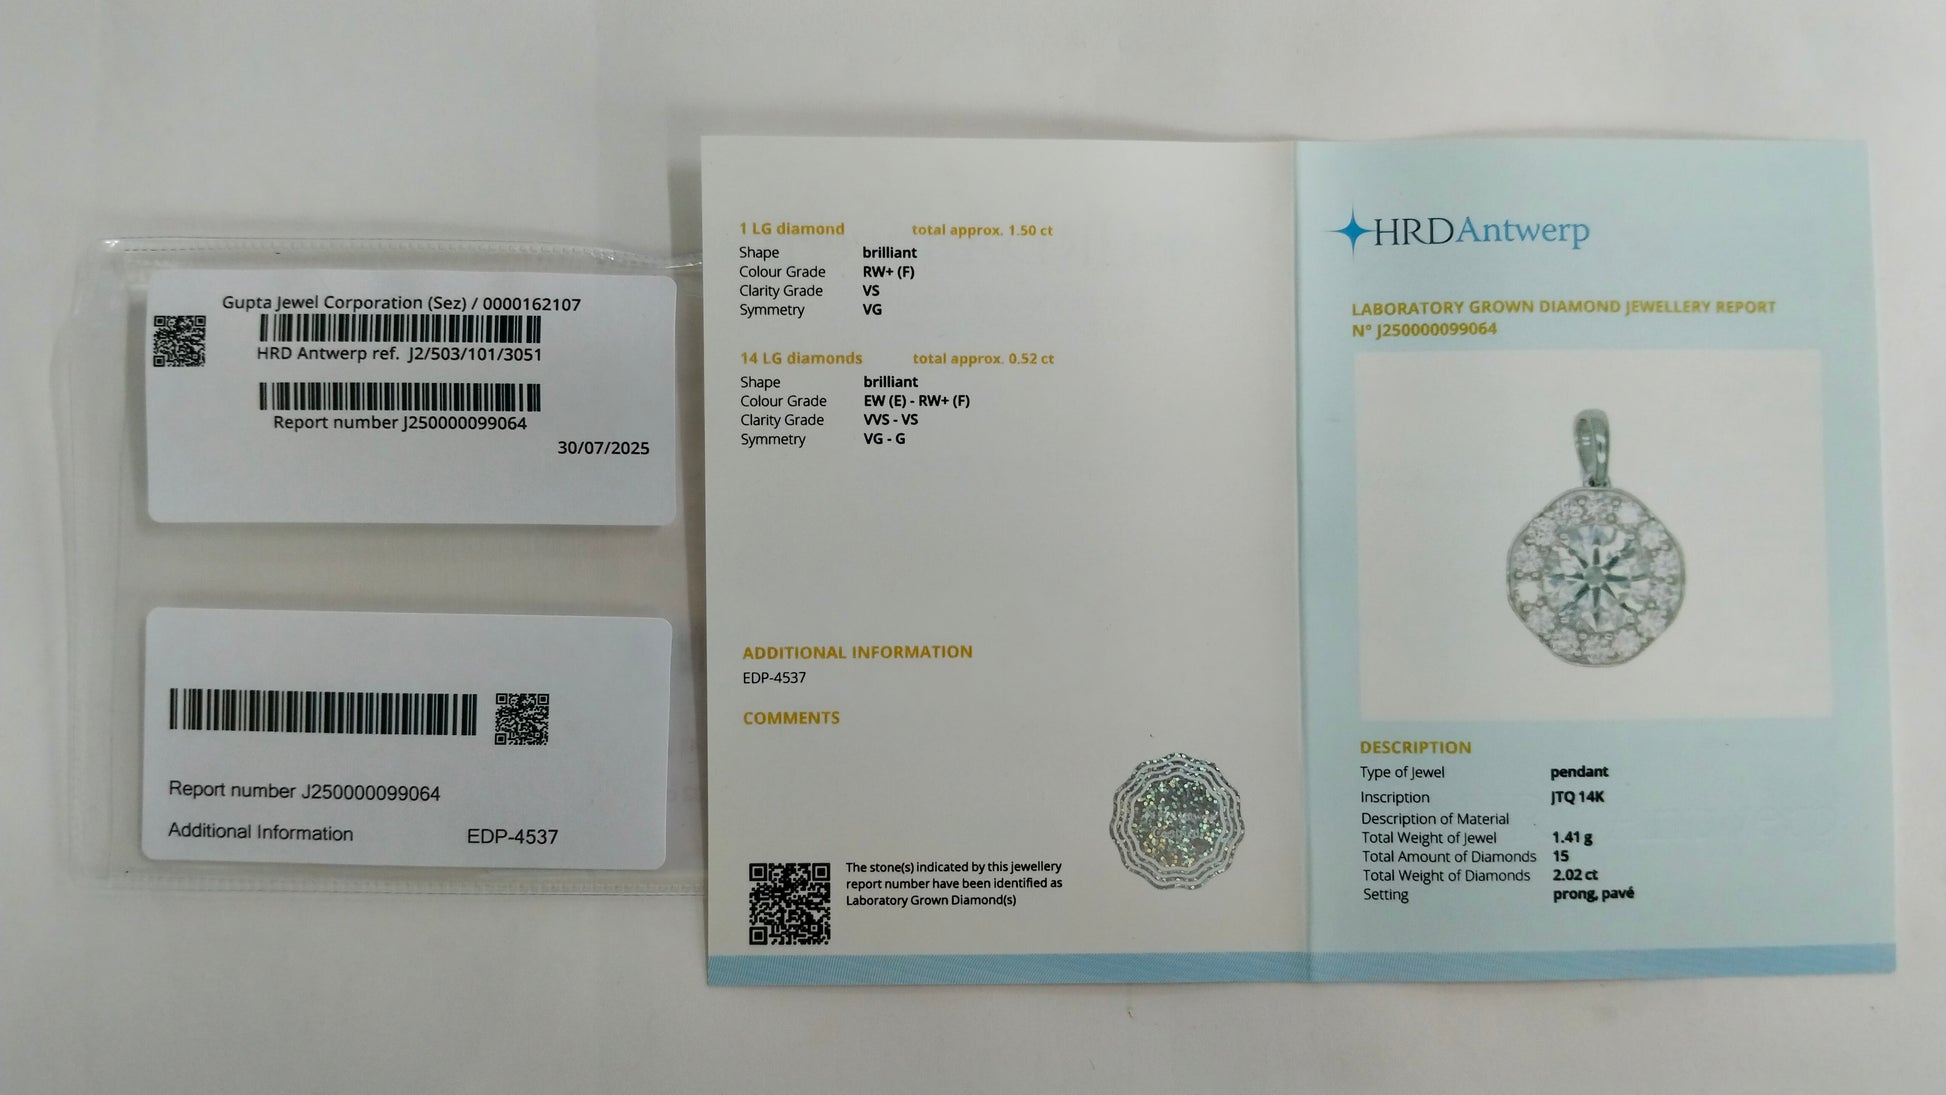 Gupta Jewel Corporation (Sez) / 0000162107
HRD Antwerp ref. J2/503/101/3051
Report number J250000099064
30/07/2025
Report number J250000099064
Additional Information EDP-4537
1 LG diamond total approx. 1.50 ct
Shape brilliant
Colour Grade RW+ (F)
Clarity Grade VS
Symmetry VG
14 LG diamonds total approx. 0.52 ct
Shape brilliant
Colour Grade EW (E) - RW+ (F)
Clarity Grade VVS - VS
Symmetry VG - G
ADDITIONAL INFORMATION
EDP-4537
COMMENTS
The stone(s) indicated by this jewellery
report number have been identified as
Laboratory Grown Diamond(s)
HRDAntwerp
LABORATORY GROWN DIAMOND JEWELLERY REPORT
N° J250000099064
DESCRIPTION
Type of Jewel pendant
Inscription JTQ 14K
Description of Material
Total Weight of Jewel 1.41 g
Total Amount of Diamonds 15
Total Weight of Diamonds 2.02 ct
Setting prong, pavé